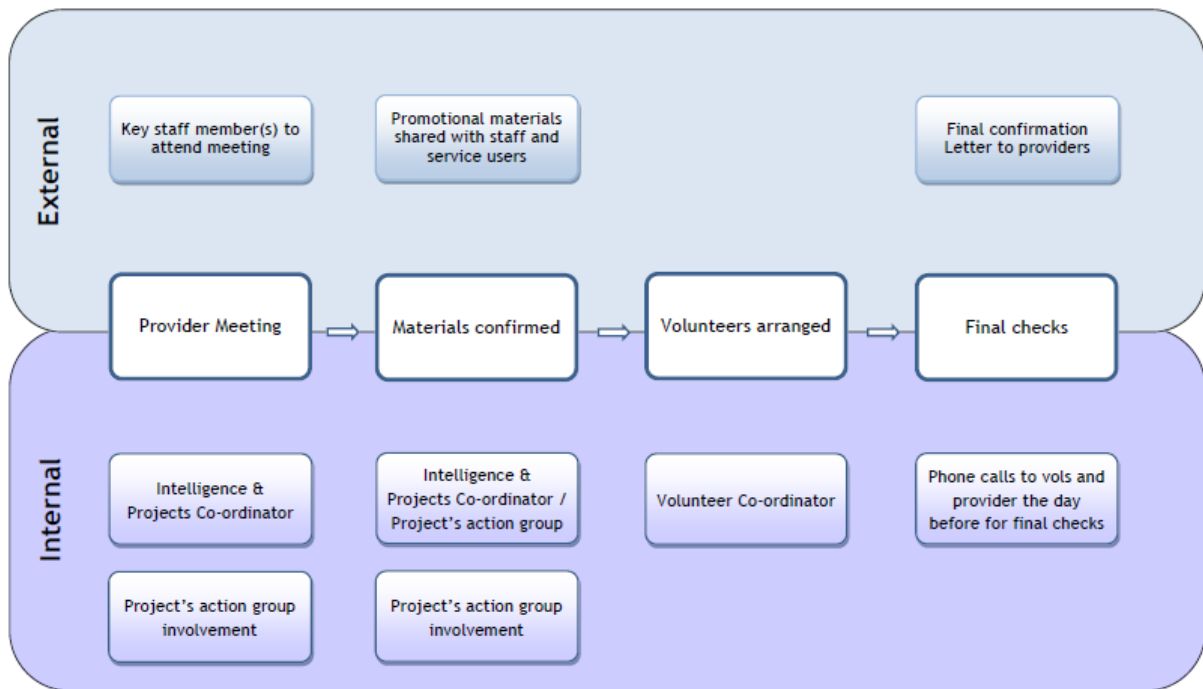 External
Key staff member(s) to
attend meeting
Promotional materials
shared with staff and
service users
Final confirmation
Letter to providers
Provider Meeting
Materials confirmed
Volunteers arranged
Final checks
Internal
Intelligence &
Projects Co-ordinator
Intelligence &
Projects Co-ordinator /
Project’s action group
Volunteer Co-ordinator
Phone calls to vols and
provider the day
before for final checks
Project’s action group
involvement
Project’s action group
involvement